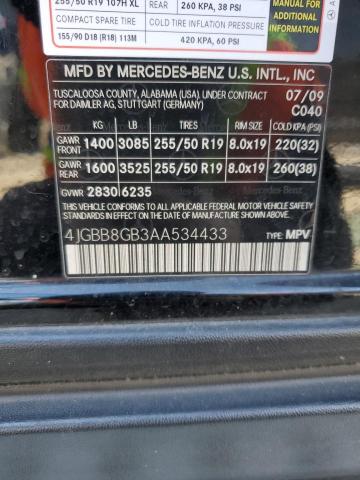 255/50 R19 107H XL REAR 260 KPA, 38 PSI
COMPACT SPARE TIRE COLD TIRE INFLATION PRESSURE
155/90 D18 (R18) 113M 420 KPA, 60 PSI
MANUAL FOR
ADDITIONAL
INFORMATION
MFD BY MERCEDES-BENZ U.S. INTL., INC
TUSCALOOSA COUNTY, ALABAMA (USA) UNDER CONTRACT 07/09
FOR DAIMLER AG, STUTTGART (GERMANY) C040
KG LB TIRES RIM SIZE COLD KPA (PSI)
GAWR FRONT 1400 3085 255/50 R19 8.0x19 220(32)
GAWR REAR 1600 3525 255/50 R19 8.0x19 260(38)
GVWR 2830 6235
THIS VEHICLE CONFORMS TO ALL APPLICABLE FEDERAL MOTOR VEHICLE SAFETY
STANDARDS IN EFFECT ON THE DATE OF MANUFACTURE SHOWN ABOVE.
4JGBB8GB3AA534433 TYPE: MPV